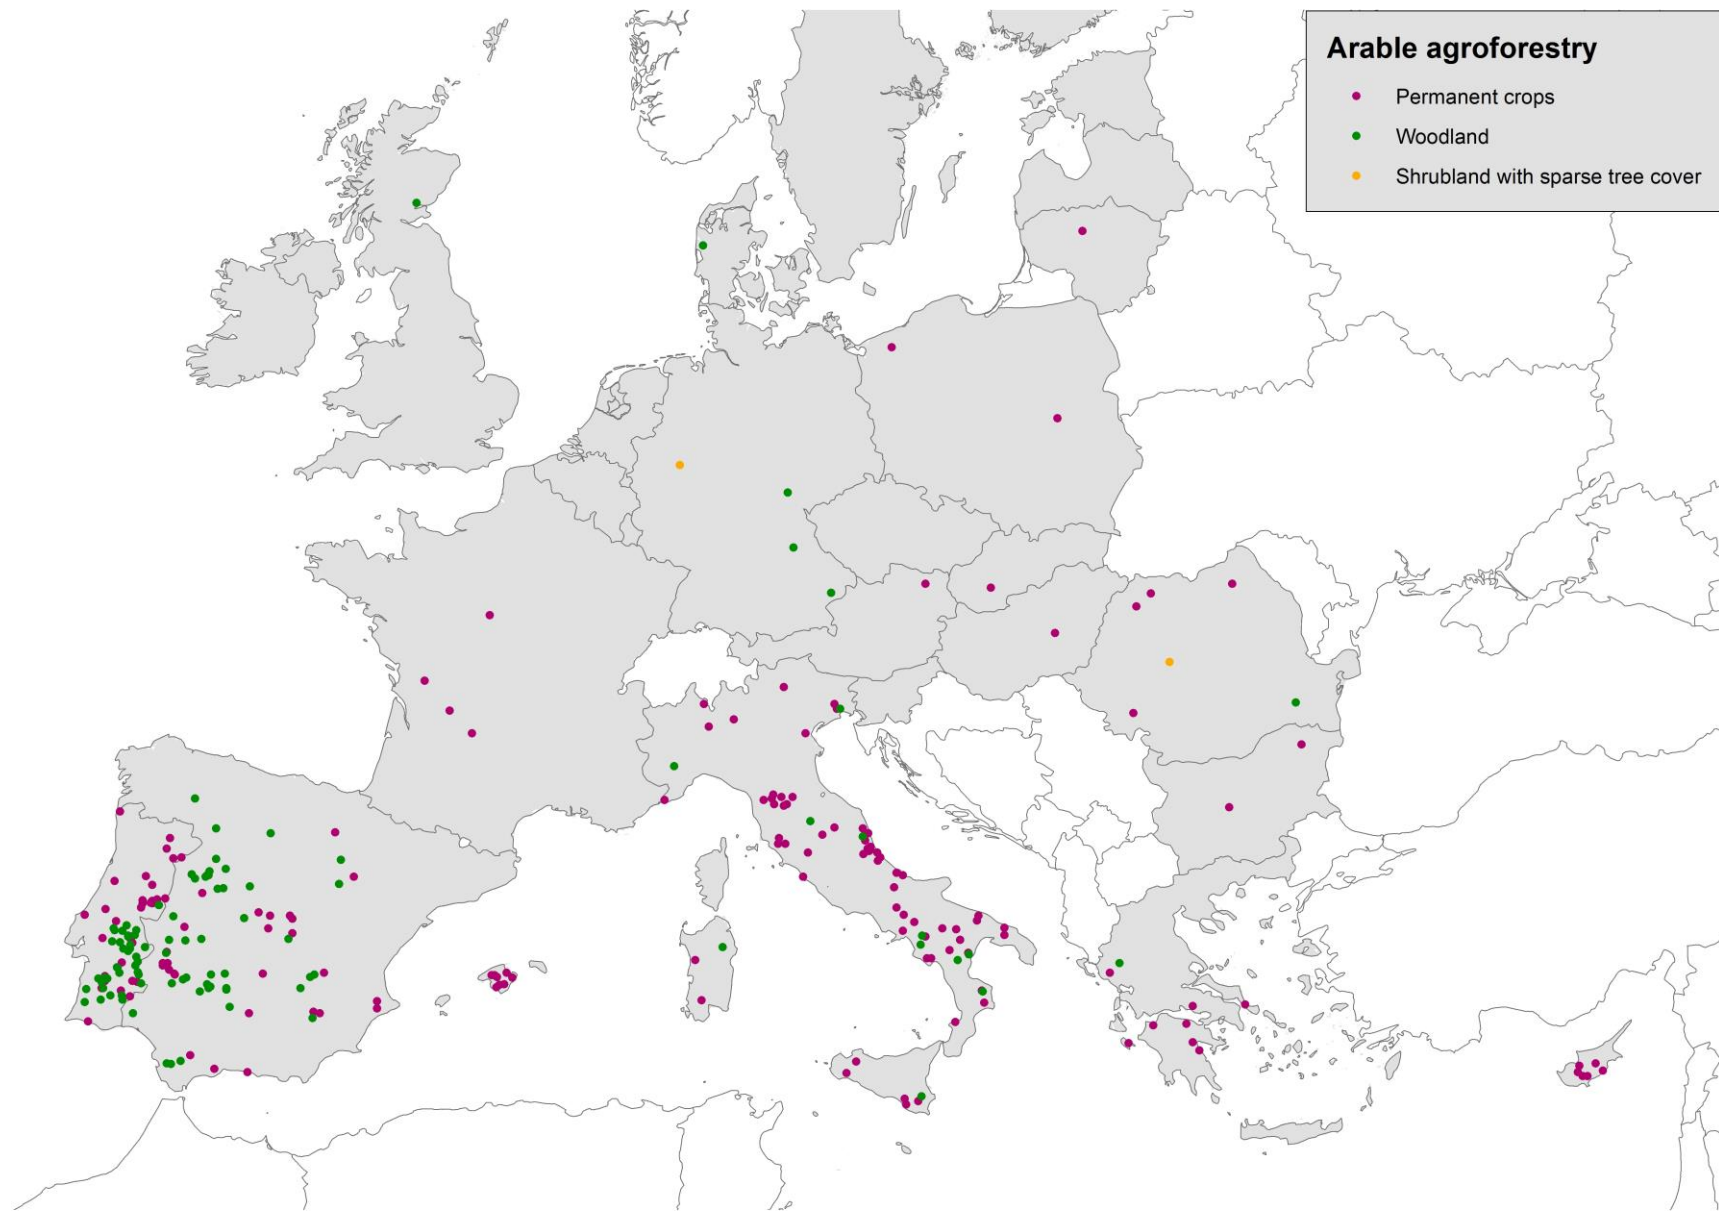 Arable agroforestry
Permanent crops
Woodland
Shrubland with sparse tree cover